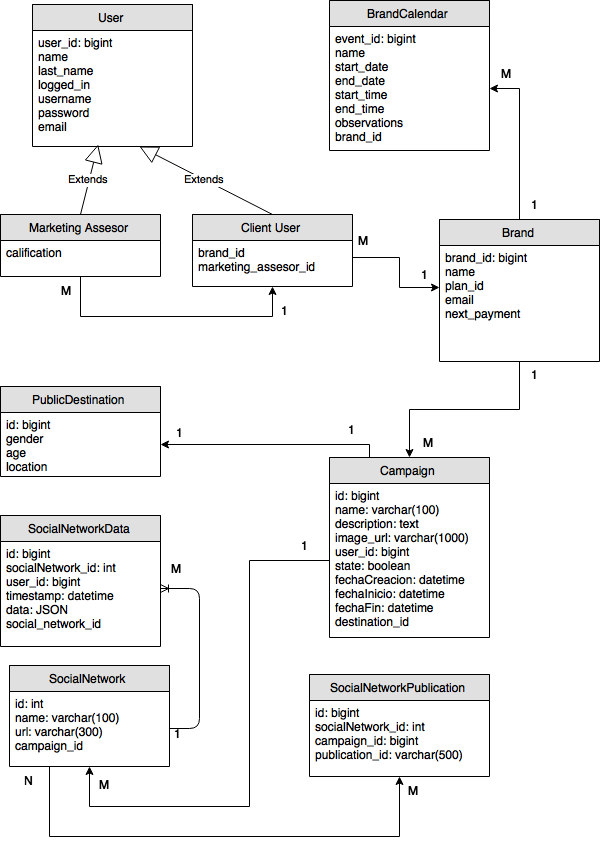 User
user_id: bigint
name
last_name
logged_in
username
password
email
BrandCalendar
event_id: bigint
name
start_date
end_date
start_time
end_time
observations
brand_id
M
1
Extends
Extends
Marketing Assesor
calification
Client User
brand_id
marketing_assesor_id
M
1
M
1
Brand
brand_id: bigint
name
plan_id
email
next_payment
1
M
PublicDestination
id: bigint
gender
age
location
1
1
Campaign
id: bigint
name: varchar(100)
description: text
image_url: varchar(1000)
user_id: bigint
state: boolean
fechaCreacion: datetime
fechaInicio: datetime
fechaFin: datetime
destination_id
1
SocialNetworkData
id: bigint
socialNetwork_id: int
user_id: bigint
timestamp: datetime
data: JSON
social_network_id
M
SocialNetwork
id: int
name: varchar(100)
url: varchar(300)
campaign_id
1
SocialNetworkPublication
id: bigint
socialNetwork_id: int
campaign_id: bigint
publication_id: varchar(500)
N
M
M